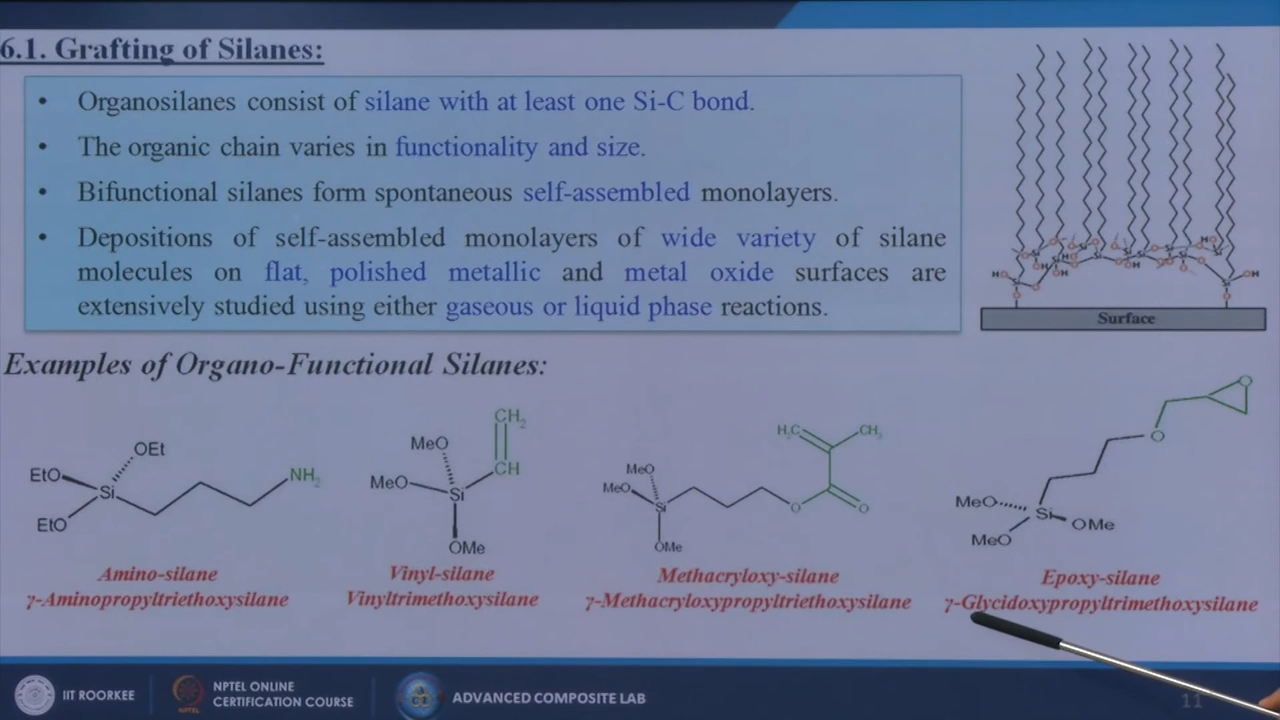 6.1. Grafting of Silanes:
• Organosilanes consist of silane with at least one Si-C bond.
• The organic chain varies in functionality and size.
• Bifunctional silanes form spontaneous self-assembled monolayers.
• Depositions of self-assembled monolayers of wide variety of silane
molecules on flat, polished metallic and metal oxide surfaces are
extensively studied using either gaseous or liquid phase reactions.
Surface
Examples of Organo-Functional Silanes:
OEt
EtO
Si
NH2
EtO
Amino-silane
γ-Aminopropyltriethoxysilane
CH2
MeO
CH
MeO
Si
OMe
Vinyl-silane
Vinyltrimethoxysilane
H2C
CH3
MeO
MeO
Si
O
O
OMe
Methacryloxy-silane
γ-Methacryloxypropyltriethoxysilane
O
O
MeO
Si
OMe
MeO
Epoxy-silane
γ-Glycidoxypropyltrimethoxysilane
IIT ROORKEE
NPTEL
NPTEL ONLINE
CERTIFICATION COURSE
ADVANCED COMPOSITE LAB
11